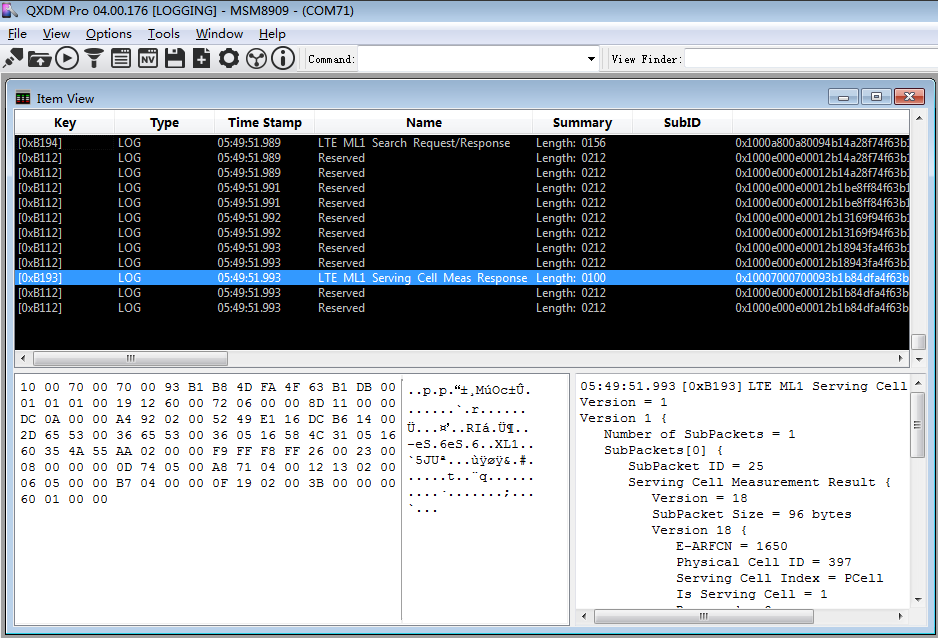 QXDM Pro 04.00.176 [LOGGING] - MSM8909 - (COM71)
File View Options Tools Window Help
NV Command: View Finder:
Item View
Key Type Time Stamp Name Summary SubID
[0xB194] LOG 05:49:51.989 LTE ML1 Search Request/Response Length: 0156 0x1000a800a80094b14a28f74f63b1
[0xB112] LOG 05:49:51.989 Reserved Length: 0212 0x1000e000e00012b14a28f74f63b1
[0xB112] LOG 05:49:51.989 Reserved Length: 0212 0x1000e000e00012b14a28f74f63b1
[0xB112] LOG 05:49:51.991 Reserved Length: 0212 0x1000e000e00012b1be8ff84f63b1
[0xB112] LOG 05:49:51.991 Reserved Length: 0212 0x1000e000e00012b1be8ff84f63b1
[0xB112] LOG 05:49:51.992 Reserved Length: 0212 0x1000e000e00012b13169f94f63b1
[0xB112] LOG 05:49:51.992 Reserved Length: 0212 0x1000e000e00012b13169f94f63b1
[0xB112] LOG 05:49:51.993 Reserved Length: 0212 0x1000e000e00012b18943fa4f63b1
[0xB112] LOG 05:49:51.993 Reserved Length: 0212 0x1000e000e00012b18943fa4f63b1
[0xB193] LOG 05:49:51.993 LTE ML1 Serving Cell Meas Response Length: 0100 0x10007000700093b1b84dfa4f63b
[0xB112] LOG 05:49:51.993 Reserved Length: 0212 0x1000e000e00012b1b84dfa4f63b
[0xB112] LOG 05:49:51.993 Reserved Length: 0212 0x1000e000e00012b1b84dfa4f63b
10 00 70 00 70 00 93 B1 B8 4D FA 4F 63 B1 DB 00 ..p.p.“±¸MúOc±Û.
01 01 01 00 19 12 60 00 72 06 00 00 8D 11 00 00 ......`.r.......
DC 0A 00 00 A4 92 02 00 52 49 E1 16 DC B6 14 00 Ü...¤’..RIá.Ü¶..
2D 65 53 00 36 65 53 00 36 05 16 58 4C 31 05 16 -eS.6eS.6..XL1..
60 35 4A 55 AA 02 00 00 F9 FF F8 FF 26 00 23 00 `5JUª...ùÿøÿ&.#.
08 00 00 00 0D 74 05 00 A8 71 04 00 12 13 02 00 .....t..¨q......
06 05 00 00 B7 04 00 00 0F 19 02 00 3B 00 00 00 ....·.......;...
60 01 00 00 `...
05:49:51.993 [0xB193] LTE ML1 Serving Cell
Version = 1
Version 1 {
Number of SubPackets = 1
SubPackets[0] {
SubPacket ID = 25
Serving Cell Measurement Result {
Version = 18
SubPacket Size = 96 bytes
Version 18 {
E-ARFCN = 1650
Physical Cell ID = 397
Serving Cell Index = PCell
Is Serving Cell = 1